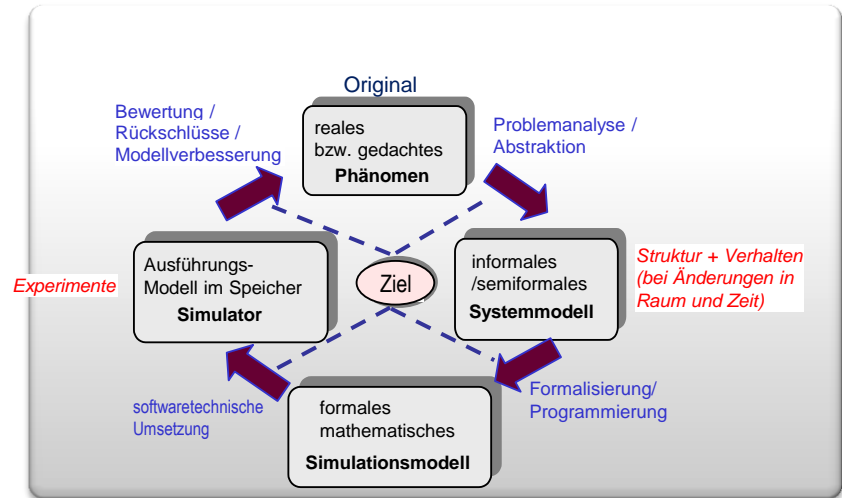 Original
Bewertung /
Rückschlüsse /
Modellverbesserung
reales
bzw. gedachtes
Phänomen
Problemanalyse /
Abstraktion
Experimente
Ausführungs-
Modell im Speicher
Simulator
Ziel
informales
/semiformales
Systemmodell
Struktur + Verhalten
(bei Änderungen in
Raum und Zeit)
softwaretechnische
Umsetzung
formales
mathematisches
Simulationsmodell
Formalisierung/
Programmierung